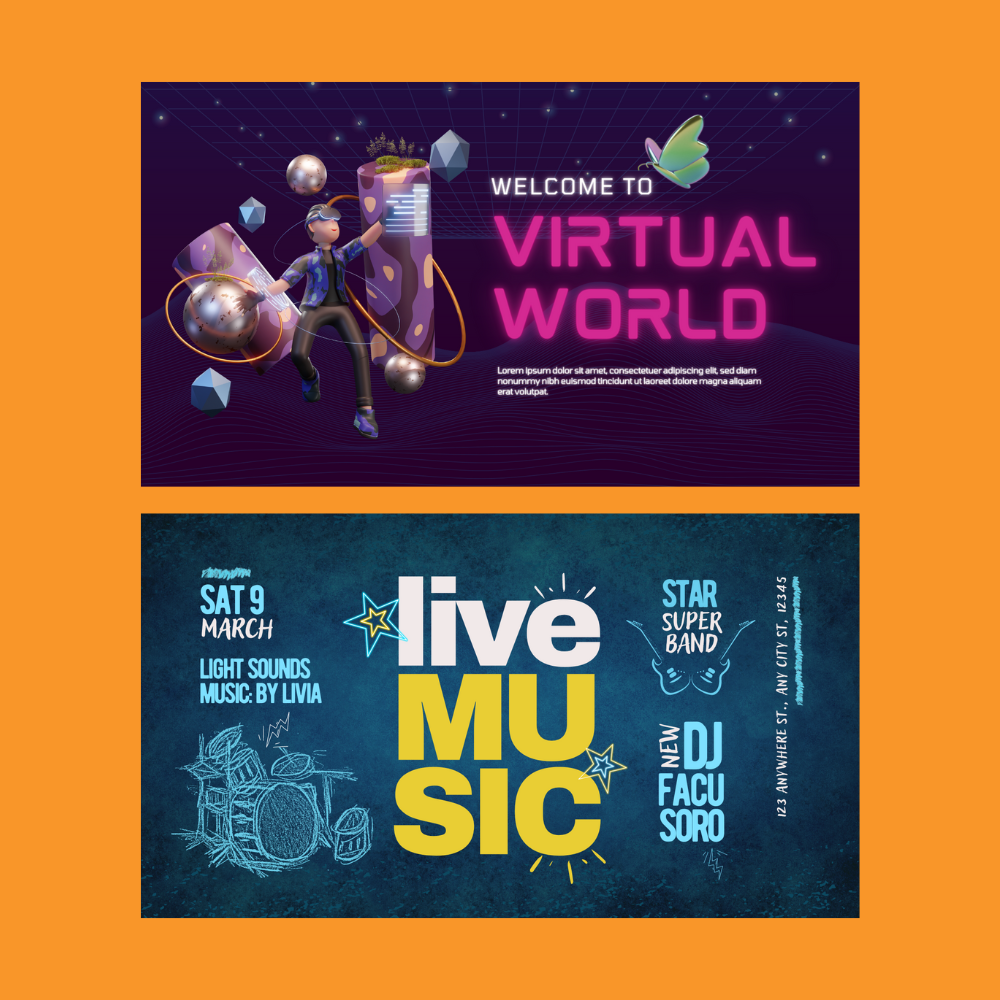 WELCOME TO
VIRTUAL
WORLD
Lorem ipsum dolor sit amet, consectetuer adipiscing elit, sed diam
nonummy nibh euismod tincidunt ut laoreet dolore magna aliquam
erat volutpat.
SAT 9
MARCH
LIGHT SOUNDS
MUSIC: BY LIVIA
live
MU
SIC
STAR
SUPER
BAND
NEW
DJ
FACU
SORO
123 ANYWHERE ST., ANY CITY ST, 12345